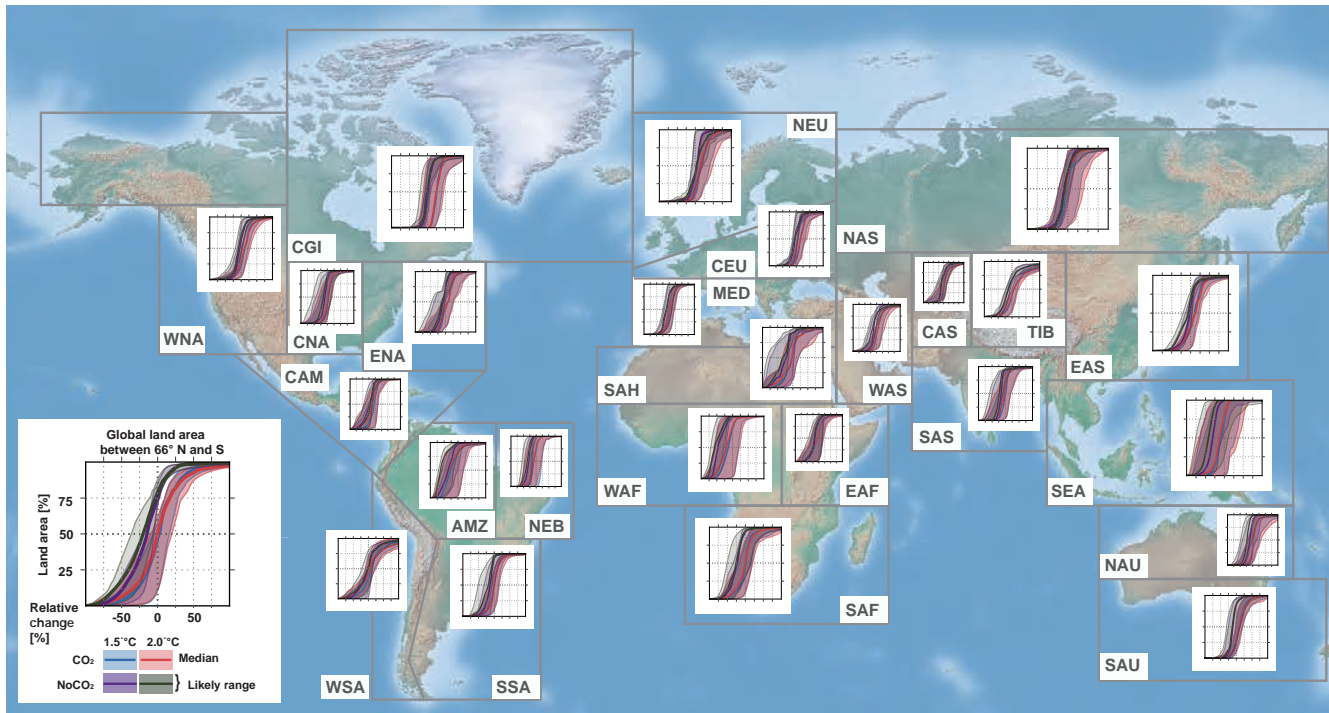 NEU
CGI
NAS
CEU
MED
WNA
CNA
ENA
CAS
TIB
EAS
CAM
SAH
WAS
SAS
WAF
EAF
SEA
AMZ
NEB
NAU
SAF
SAU
WSA
SSA
Global land area
between 66° N and S
Land area [%]
75
50
25
Relative
change
[%]
-50
0
50
1.5°C
2.0°C
CO₂
Median
NoCO₂
} Likely range